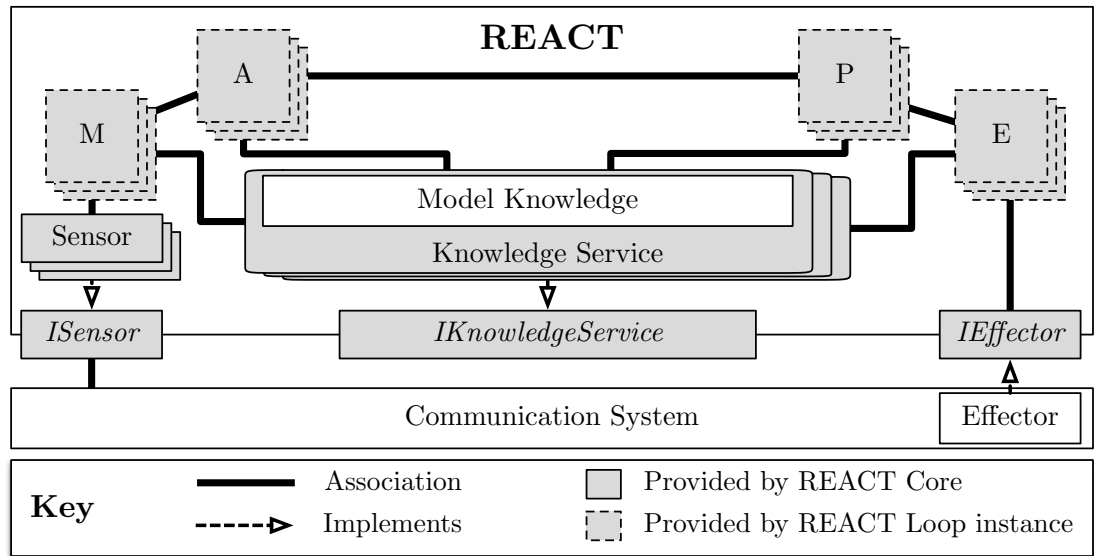 REACT
A
P
M
E
Model Knowledge
Sensor
Knowledge Service
ISensor
IKnowledgeService
IEffector
Communication System
Effector
Key
Association
Provided by REACT Core
Implements
Provided by REACT Loop instance